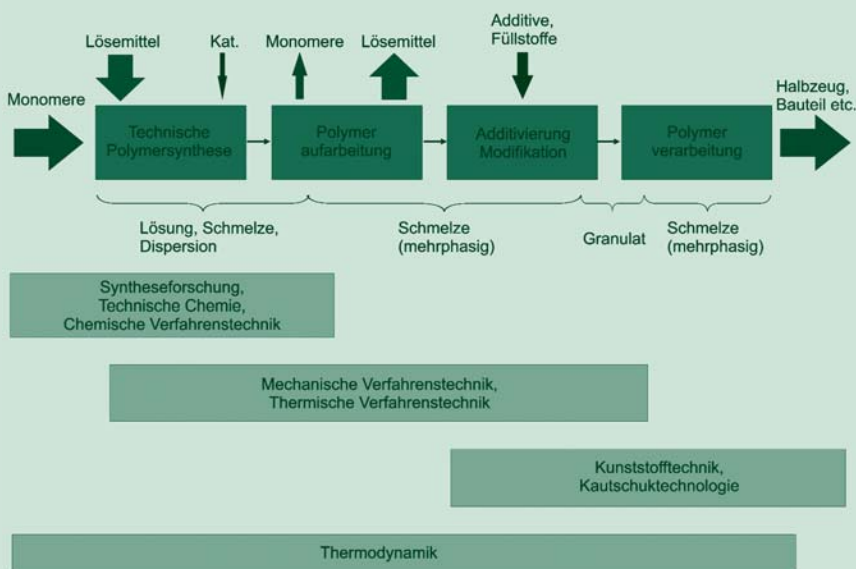 Lösemittel
Kat.
Monomere
Lösemittel
Additive,
Füllstoffe
Monomere
Halbzeug,
Bauteil etc.
Technische
Polymersynthese
Polymer
aufarbeitung
Additivierung
Modifikation
Polymer
verarbeitung
Lösung, Schmelze,
Dispersion
Schmelze
(mehrphasig)
Granulat
Schmelze
(mehrphasig)
Syntheseforschung,
Technische Chemie,
Chemische Verfahrenstechnik
Mechanische Verfahrenstechnik,
Thermische Verfahrenstechnik
Kunststofftechnik,
Kautschuktechnologie
Thermodynamik